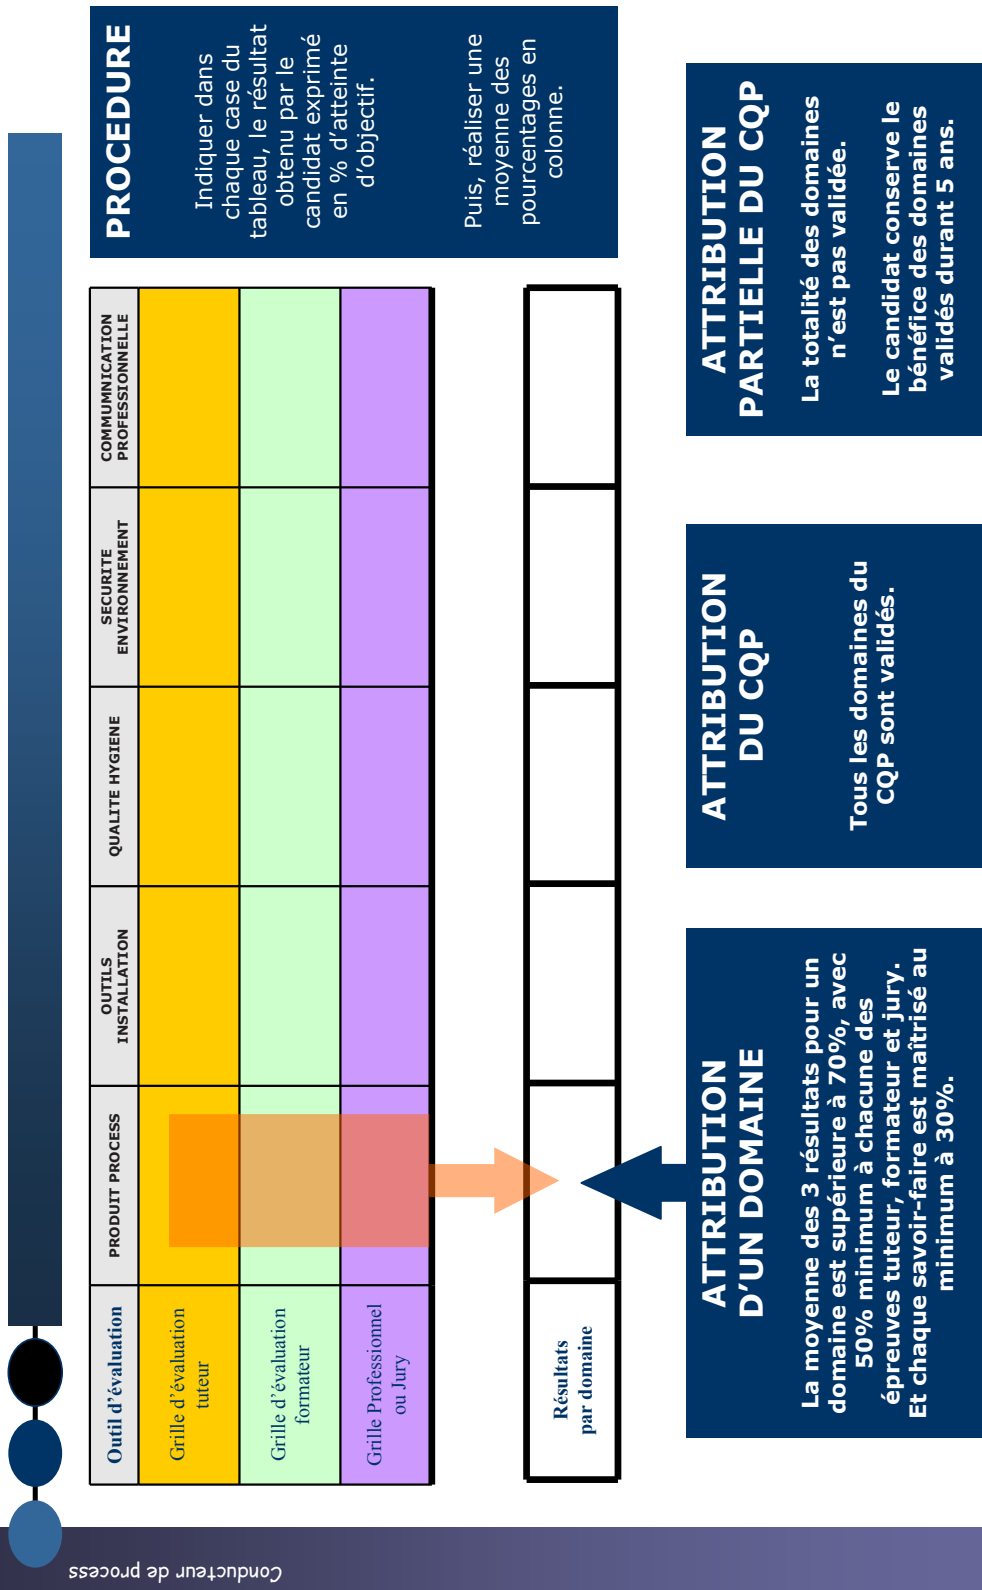 Outil d'évaluation
PRODUIT PROCESS
OUTILS
INSTALLATION
QUALITE HYGIENE
SECURITE
ENVIRONNEMENT
COMMUMNICATION
PROFESSIONNELLE
Grille d'évaluation
tuteur
Grille d'évaluation
formateur
Grille Professionnel
ou Jury
Résultats
par domaine
PROCEDURE
Indiquer dans
chaque case du
tableau, le résultat
obtenu par le
candidat exprimé
en % d'atteinte
d'objectif.
Puis, réaliser une
moyenne des
pourcentages en
colonne.
ATTRIBUTION
D'UN DOMAINE
La moyenne des 3 résultats pour un
domaine est supérieure à 70%, avec
50% minimum à chacune des
épreuves tuteur, formateur et jury.
Et chaque savoir-faire est maîtrisé au
minimum à 30%.
ATTRIBUTION
DU CQP
Tous les domaines du
CQP sont validés.
ATTRIBUTION
PARTIELLE DU CQP
La totalité des domaines
n'est pas validée.
Le candidat conserve le
bénéfice des domaines
validés durant 5 ans.
Conducteur de process